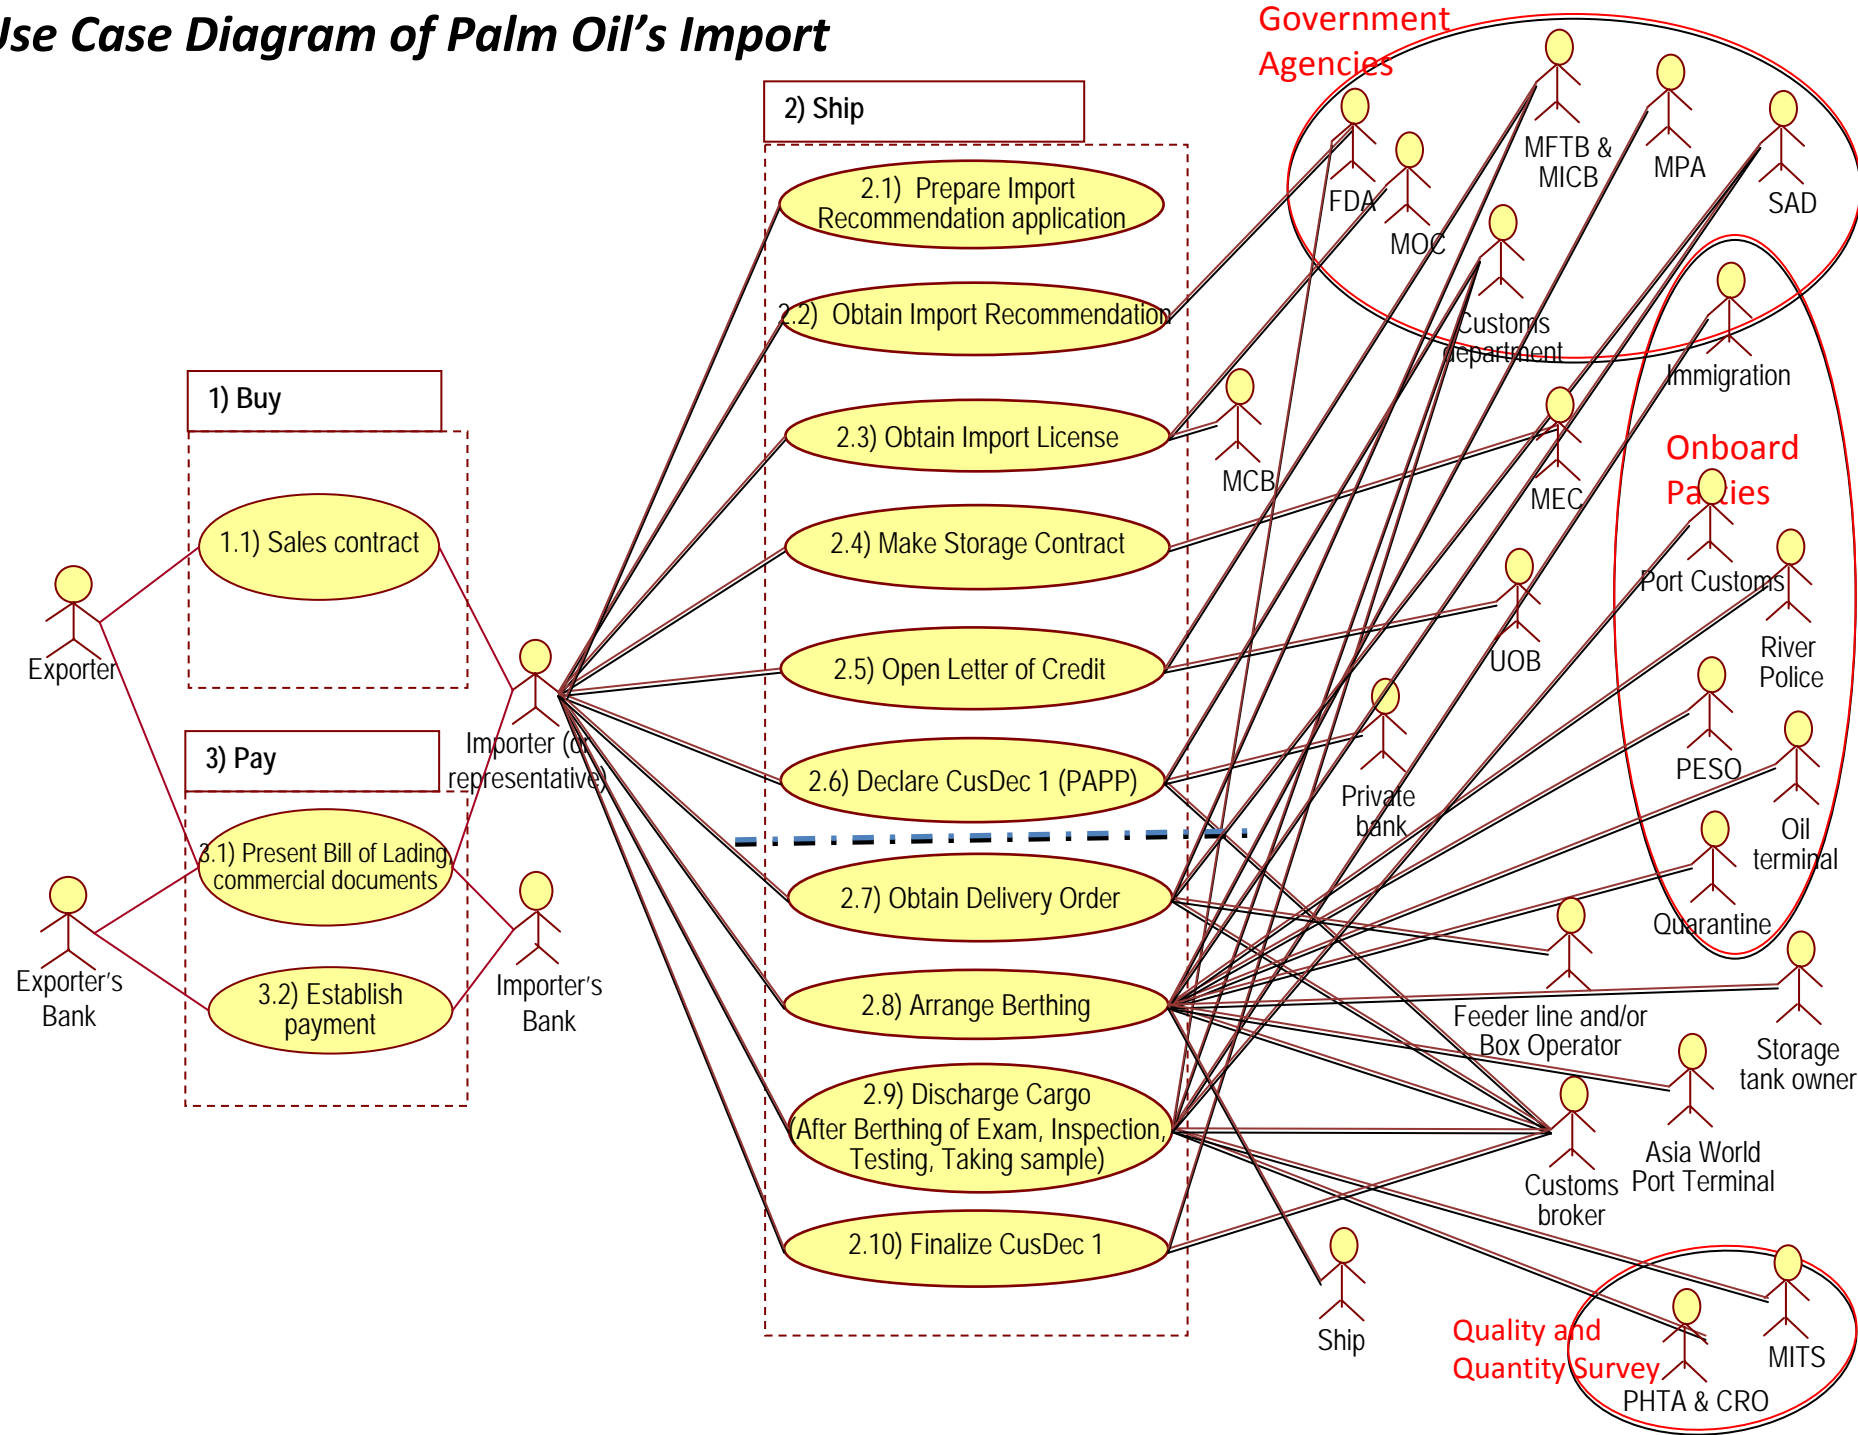 Use Case Diagram of Palm Oil's Import
Government
Agencies
2) Ship
FDA
MOC
MFTB &
MICB
MPA
SAD
Customs
department
2.1) Prepare Import
Recommendation application
2.2) Obtain Import Recommendation
2.3) Obtain Import License
2.4) Make Storage Contract
2.5) Open Letter of Credit
2.6) Declare CusDec 1 (PAPP)
2.7) Obtain Delivery Order
2.8) Arrange Berthing
2.9) Discharge Cargo
(After Berthing of Exam, Inspection,
Testing, Taking sample)
2.10) Finalize CusDec 1
1) Buy
1.1) Sales contract
Exporter
Importer (or
representative)
3) Pay
3.1) Present Bill of Lading,
commercial documents
3.2) Establish
payment
Exporter's
Bank
Importer's
Bank
MCB
MEC
UOB
Private
bank
Immigration
Onboard
Parties
Port Customs
River
Police
PESO
Oil
terminal
Quarantine
Feeder line and/or
Box Operator
Storage
tank owner
Asia World
Port Terminal
Customs
broker
Ship
Quality and
Quantity Survey
MITS
PHTA & CRO